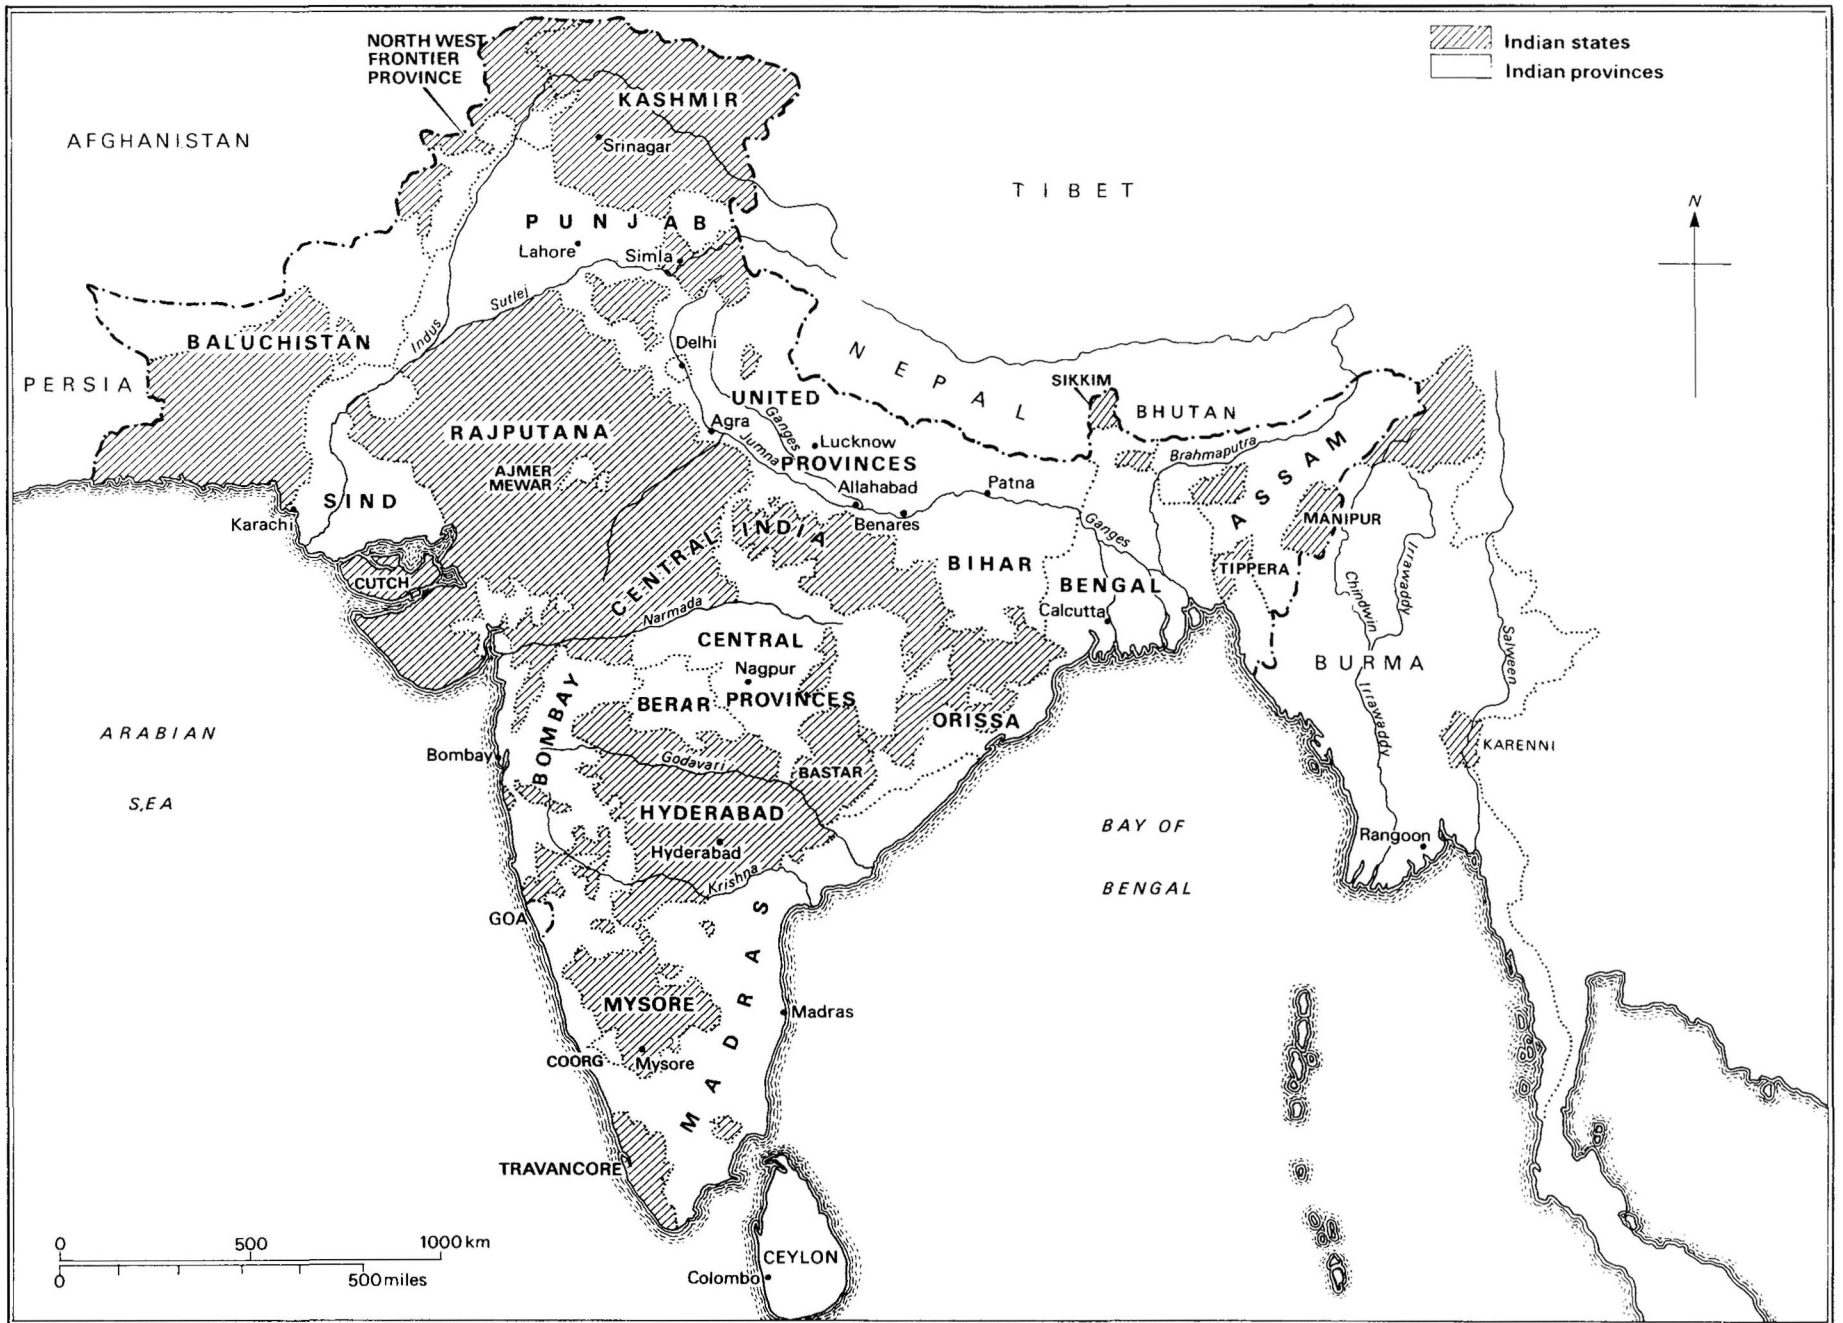 Indian states
Indian provinces
NORTH WEST
FRONTIER
PROVINCE
KASHMIR
AFGHANISTAN
Srinagar
TIBET
N
PUNJAB
Lahore
Simla
Sutlej
Indus
BALUCHISTAN
Delhi
NEPAL
PERSIA
SIKKIM
UNITED
BHUTAN
Ganges
Agra
RAJPUTANA
Jumna
Lucknow
Brahmaputra
PROVINCES
ASSAM
AJMER
MEWAR
Allahabad
Patna
SIND
Karachi
Benares
Ganges
MANIPUR
CENTRAL INDIA
Irrawaddy
BIHAR
TIPPERA
CUTCH
BENGAL
Chindwin
Calcutta
Narmada
CENTRAL
Salween
BURMA
Nagpur
BERAR
PROVINCES
BOMBAY
Irrawaddy
ORISSA
ARABIAN
KARENNI
Bombay
Godavari
BASTAR
S,EA
HYDERABAD
BAY OF
Rangoon
Hyderabad
Krishna
BENGAL
GOA
MADRAS
MYSORE
Madras
COORG
Mysore
TRAVANCORE
0 500 1000 km
0 500 miles
CEYLON
Colombo